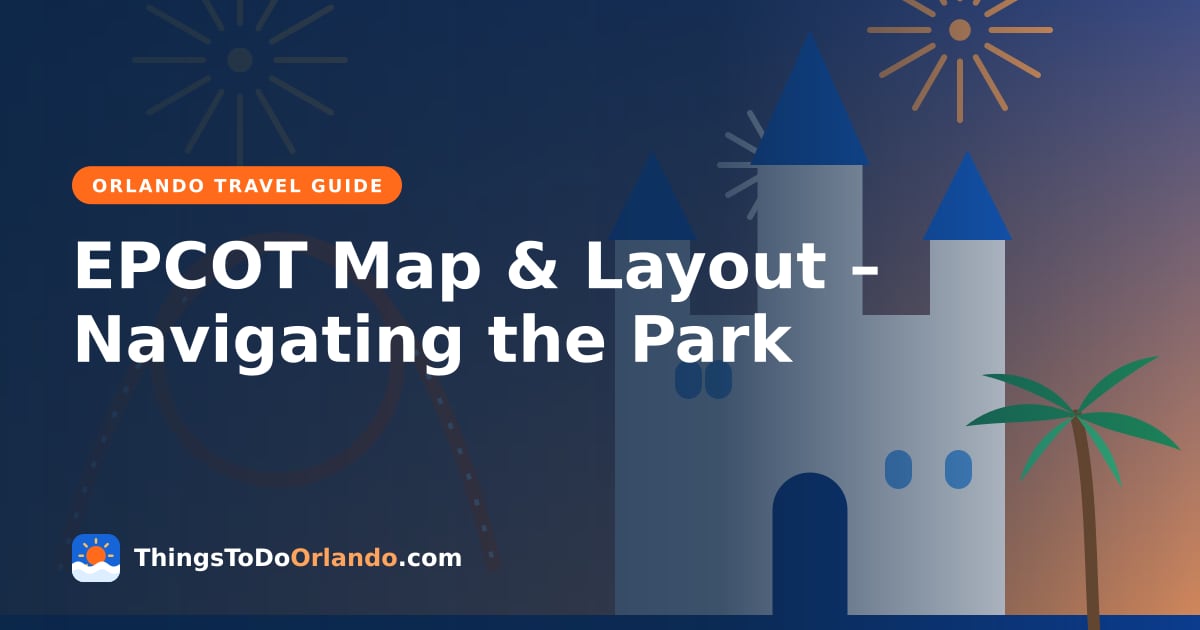 ORLANDO TRAVEL GUIDE
EPCOT Map & Layout –
Navigating the Park
ThingsToDoOrlando.com